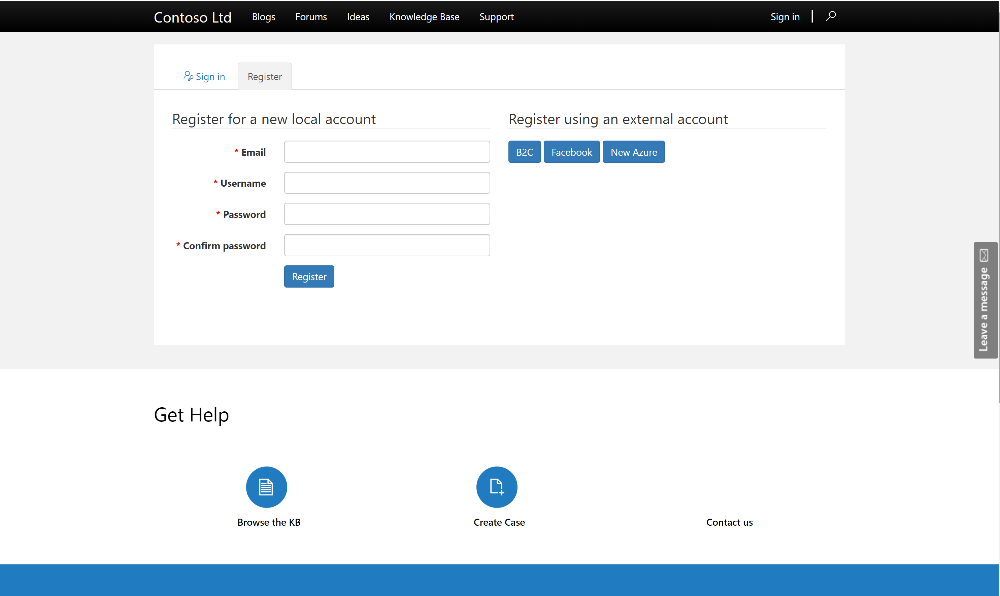 Contoso Ltd Blogs Forums Ideas Knowledge Base Support Sign in
Sign in Register
Register for a new local account
* Email
* Username
* Password
* Confirm password
Register
Register using an external account
B2C Facebook New Azure
Leave a message
Get Help
Browse the KB Create Case Contact us